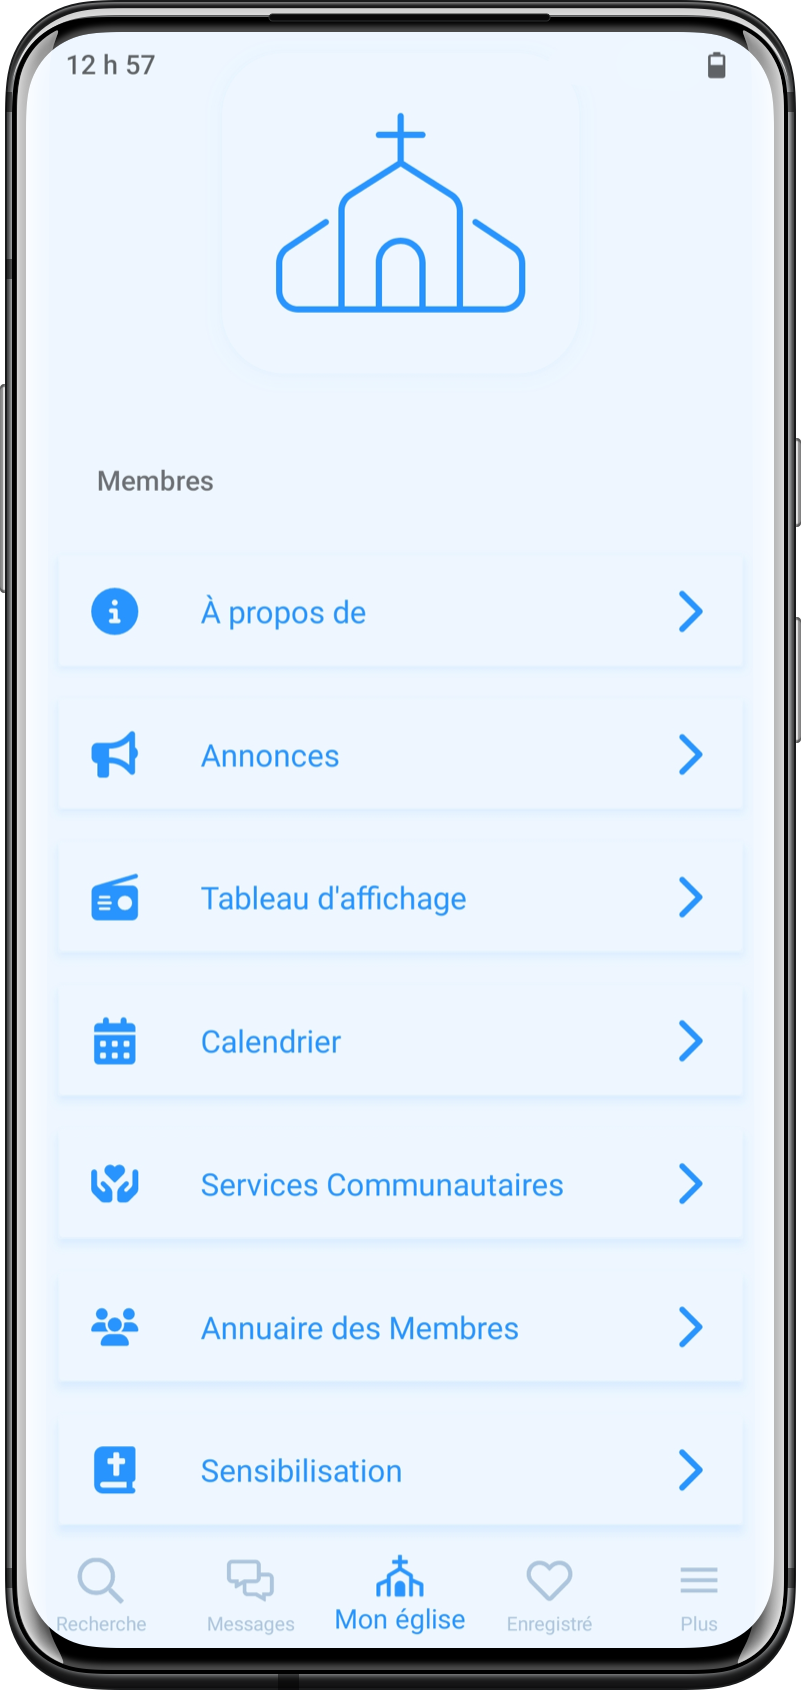 12 h 57
Membres
À propos de
Annonces
Tableau d'affichage
Calendrier
Services Communautaires
Annuaire des Membres
Sensibilisation
Recherche
Messages
Mon église
Enregistré
Plus